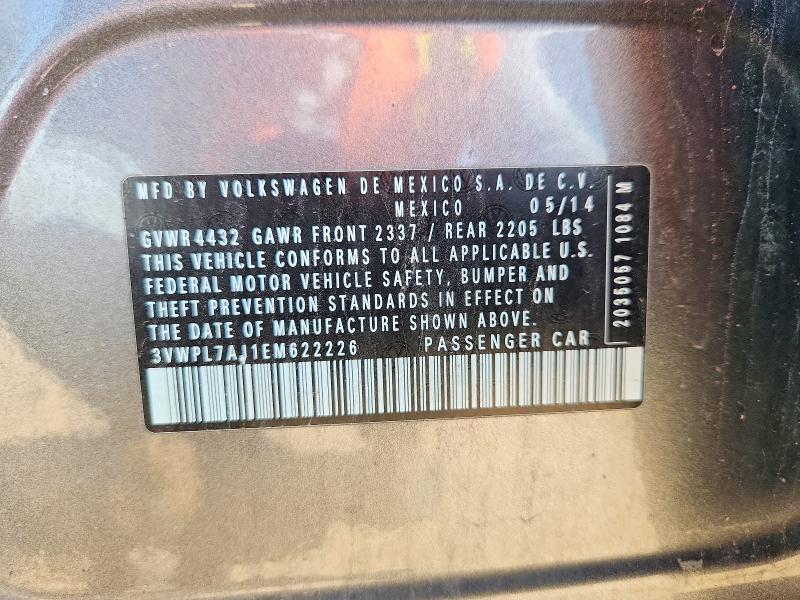 MFD BY VOLKSWAGEN DE MEXICO S.A. DE C.V.
MEXICO 05/14
GVWR 4432 GAWR FRONT 2337 / REAR 2205 LBS
THIS VEHICLE CONFORMS TO ALL APPLICABLE U.S.
FEDERAL MOTOR VEHICLE SAFETY, BUMPER AND
THEFT PREVENTION STANDARDS IN EFFECT ON
THE DATE OF MANUFACTURE SHOWN ABOVE.
3VWPL7AJ1EM622226 PASSENGER CAR
2035057 1084 M